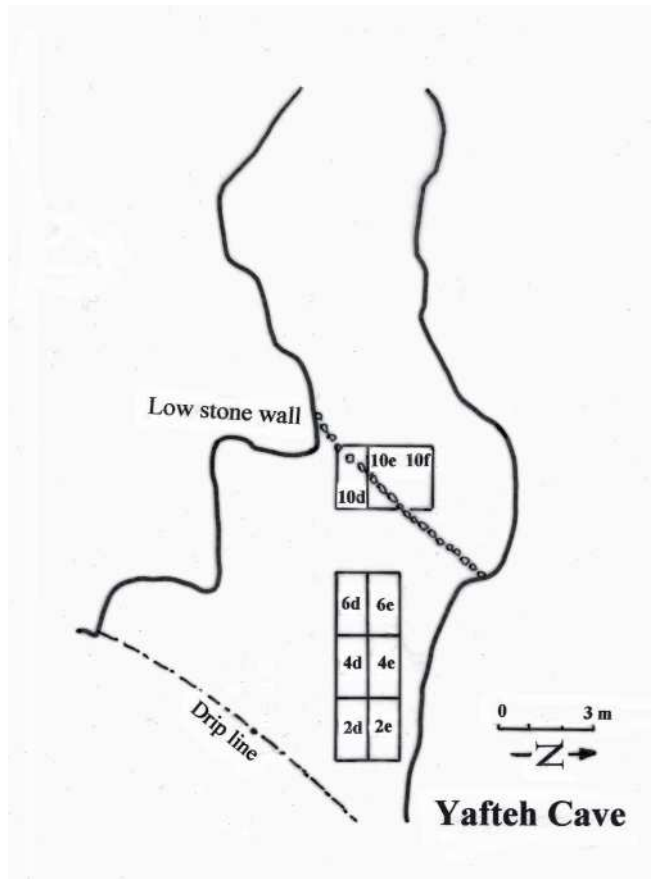 Low stone wall
10e 10f
10d
6d 6e
4d 4e
2d 2e
Drip line
0 3 m
N
Yafteh Cave